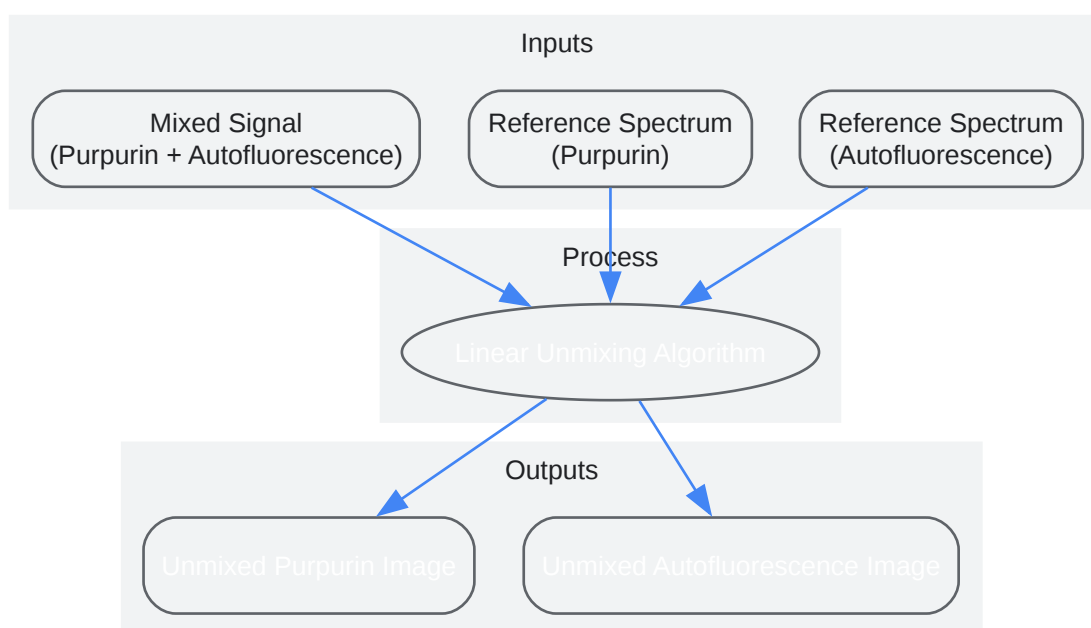 Inputs
Mixed Signal
(Purpurin + Autofluorescence)
Reference Spectrum
(Purpurin)
Reference Spectrum
(Autofluorescence)
Process
Linear Unmixing Algorithm
Outputs
Unmixed Purpurin Image
Unmixed Autofluorescence Image